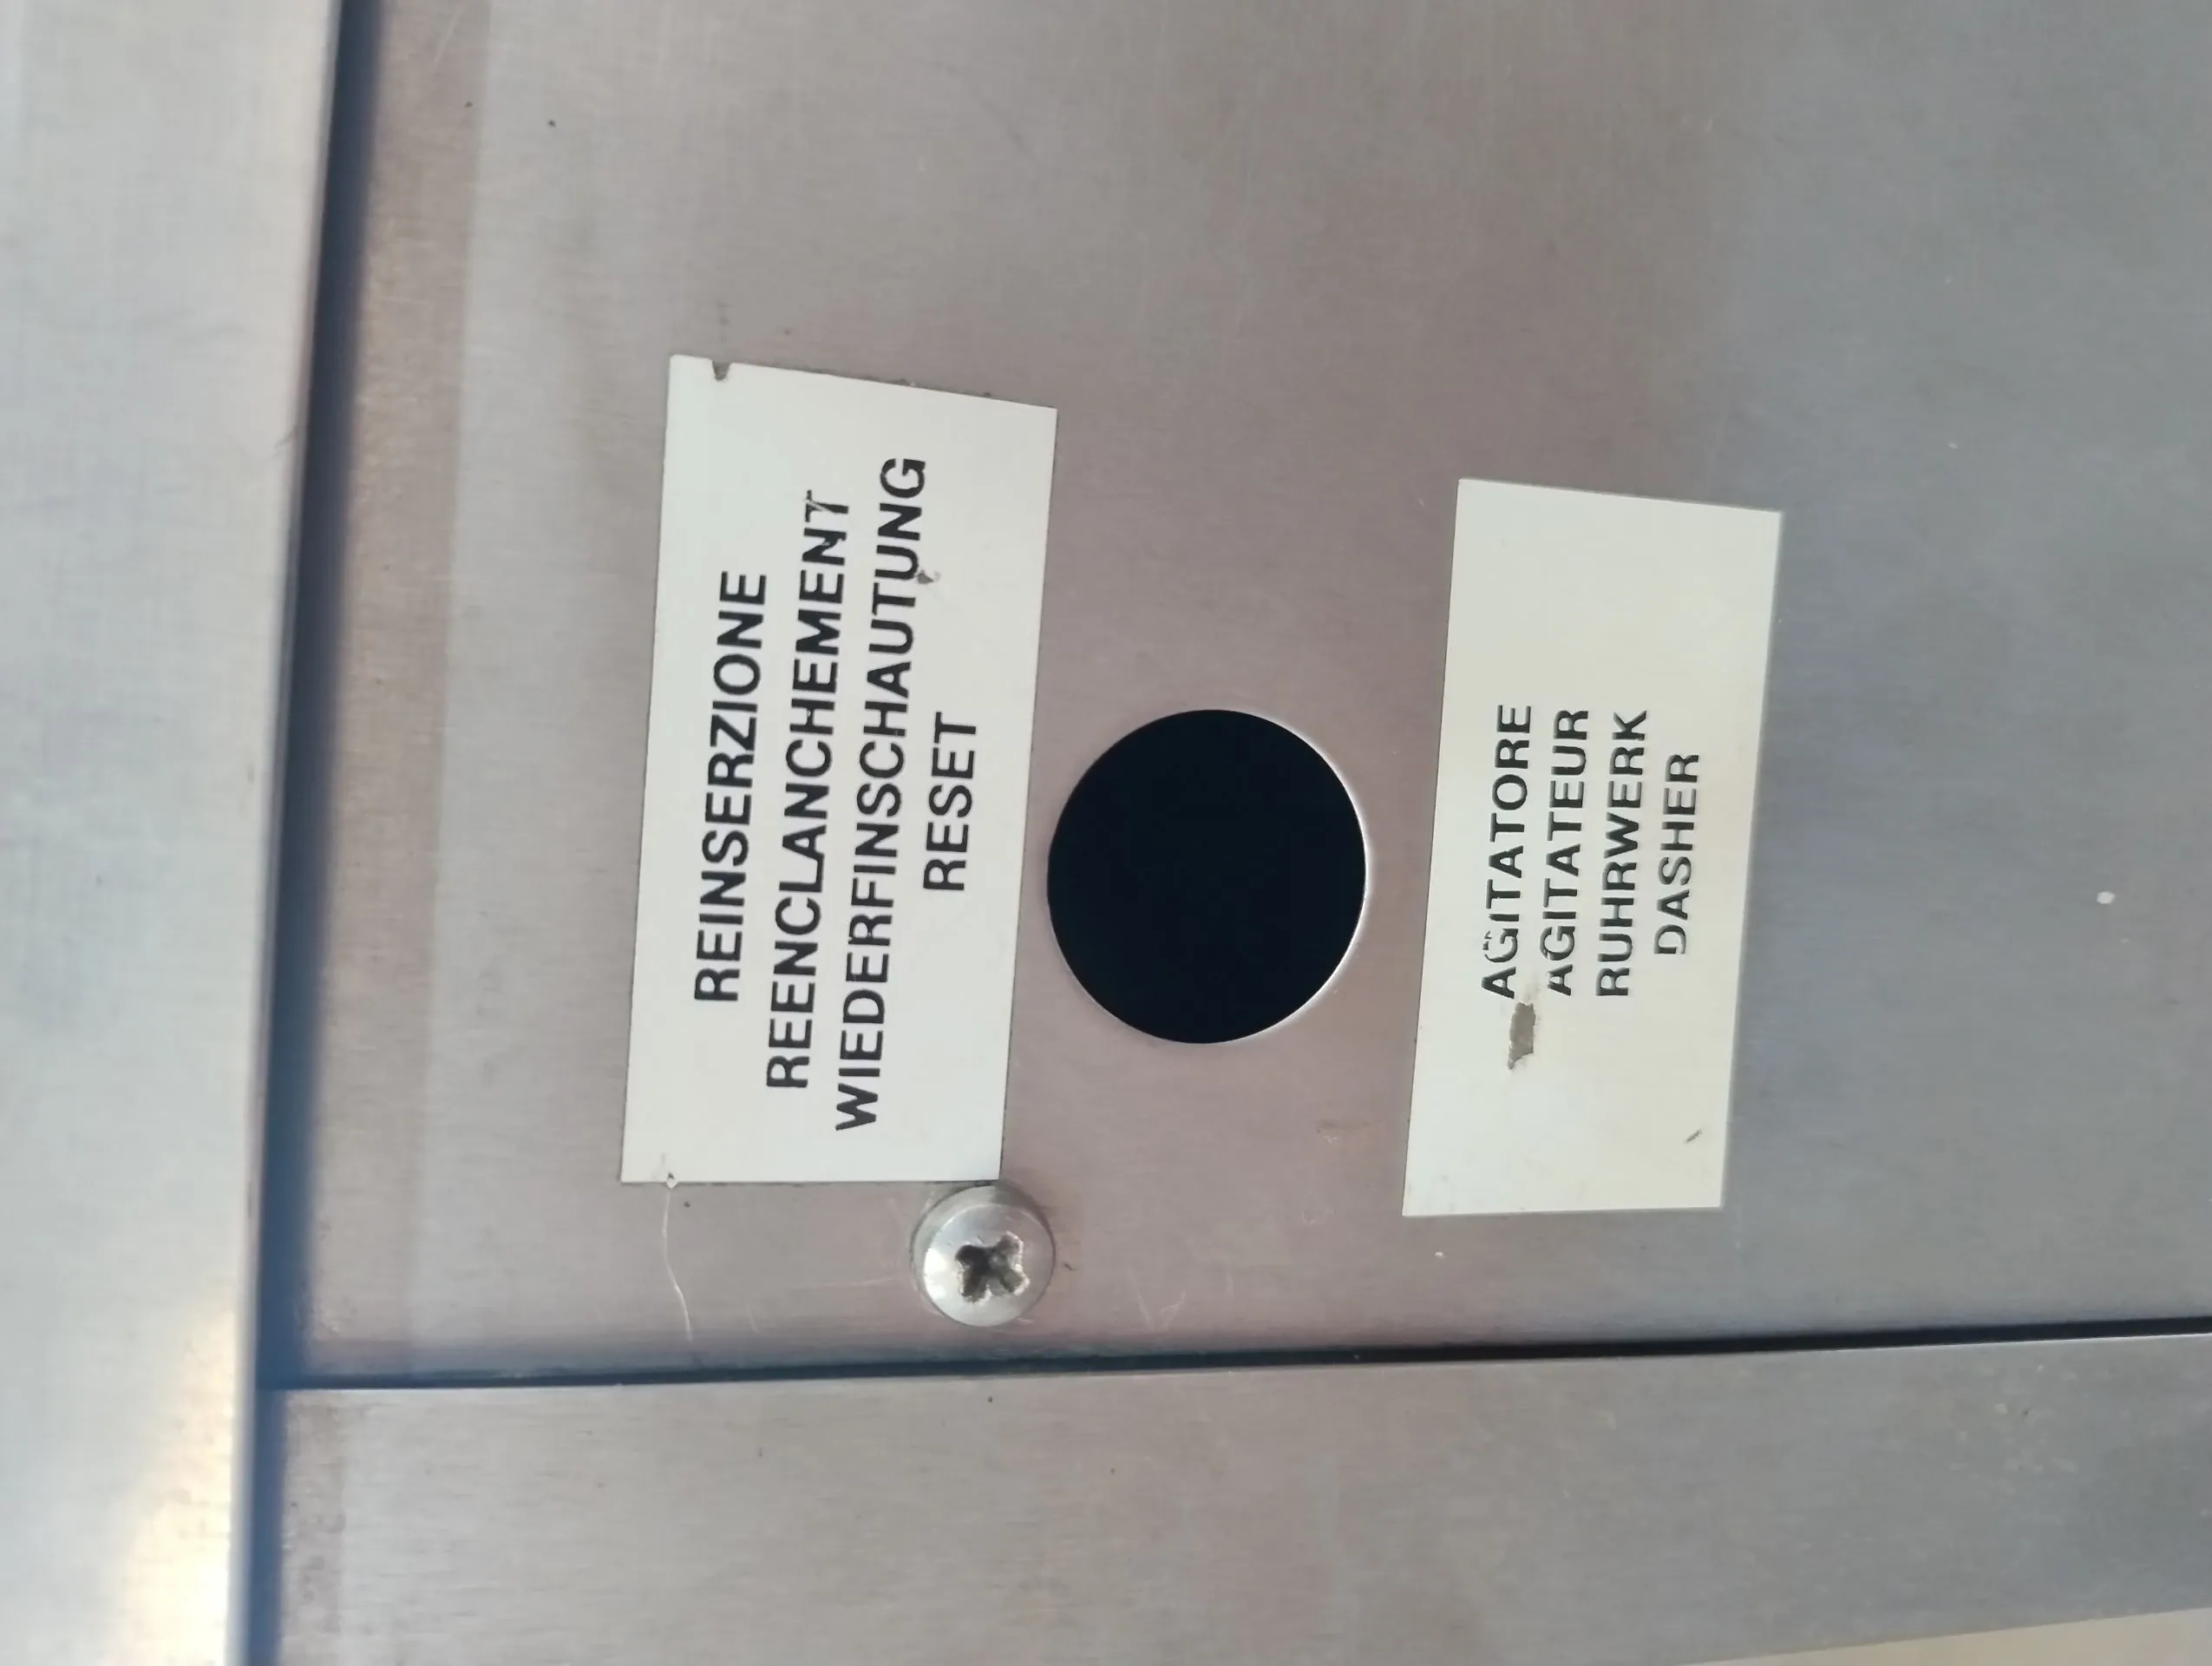 REINSERZIONE
REENCLANCHEMENT
WIEDERFINSCHAUTUNG
RESET
AGITATORE
AGITATEUR
RUHRWERK
DASHER